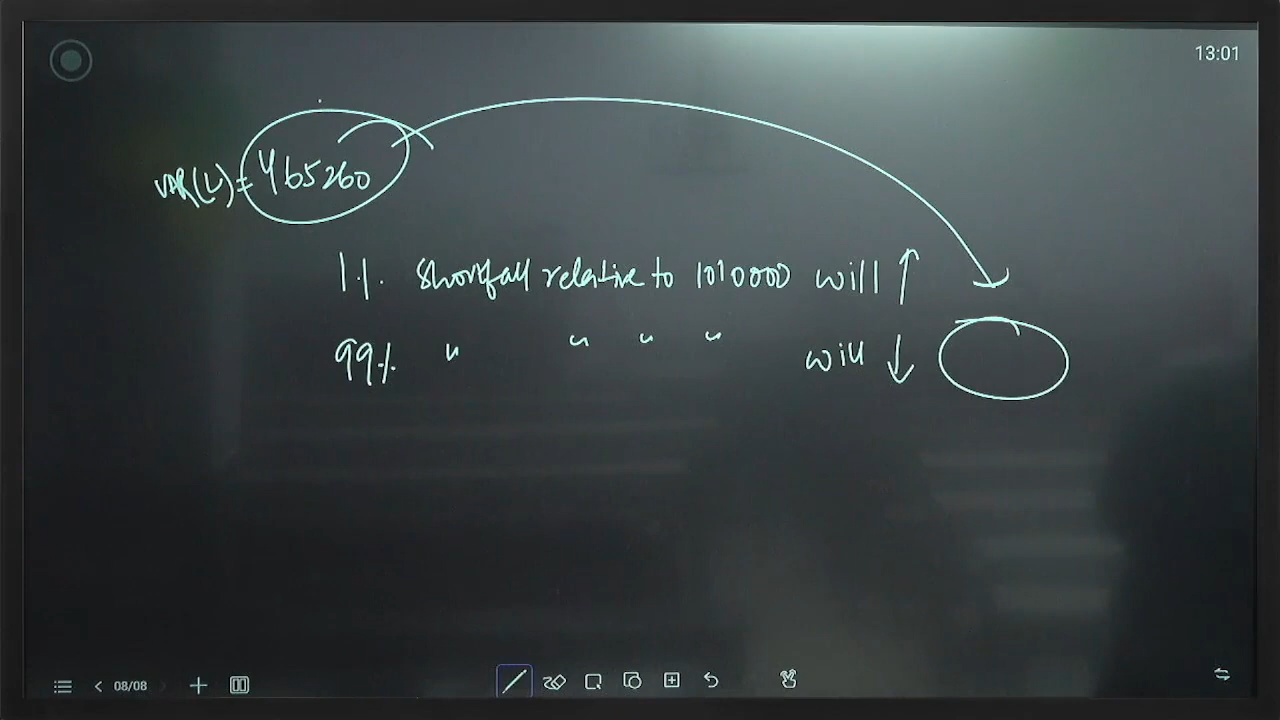 13:01
VAR(L) = 465260
1%. Shortfall relative to 1010000 will ↑
99% " " " " will ↓
08/08